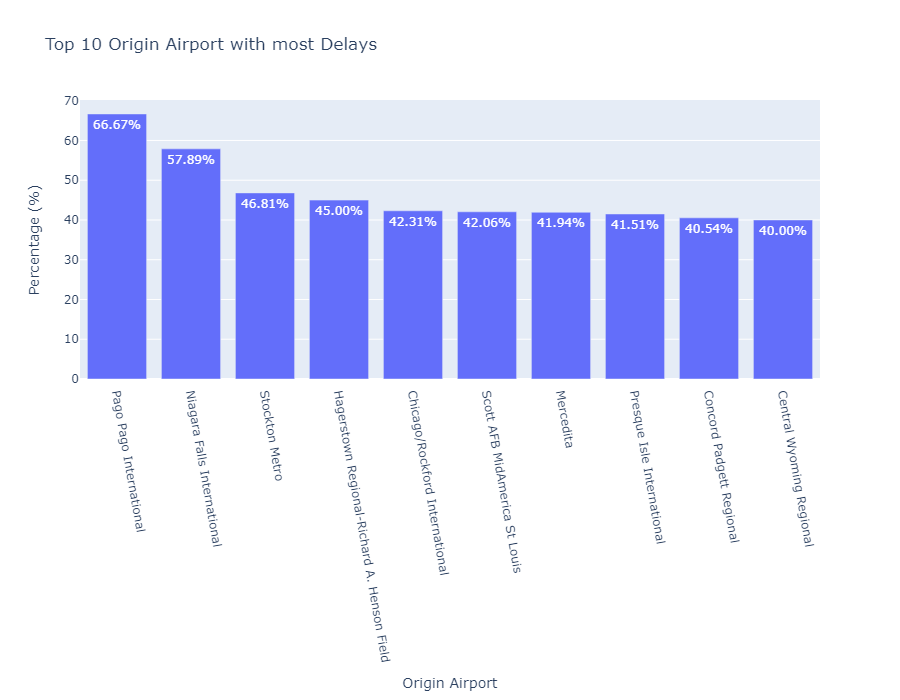 Top 10 Origin Airport with most Delays
Percentage (%)
70
60
50
40
30
20
10
0
66.67%
57.89%
46.81%
45.00%
42.31%
42.06%
41.94%
41.51%
40.54%
40.00%
Pago Pago International
Niagara Falls International
Stockton Metro
Hagerstown Regional-Richard A. Henson Field
Chicago/Rockford International
Scott AFB MidAmerica St Louis
Mercedita
Presque Isle International
Concord Padgett Regional
Central Wyoming Regional
Origin Airport